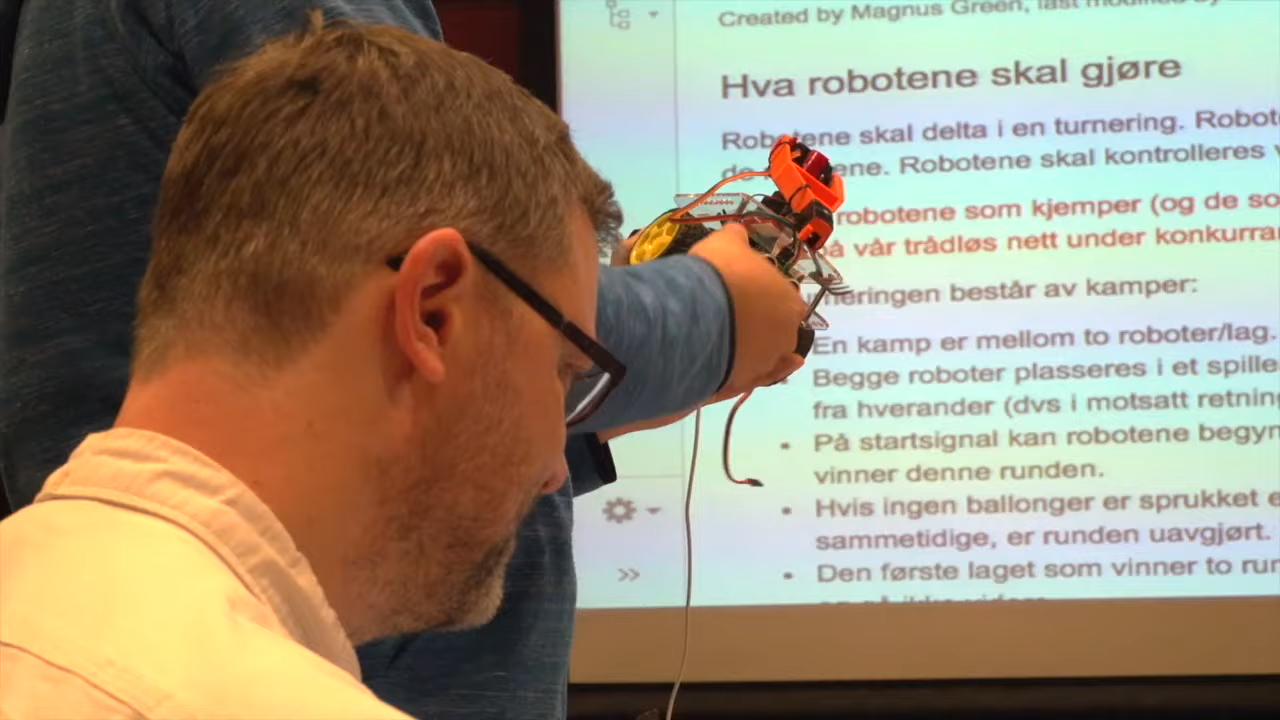 Created by Magnus Green, last modified by
Hva robotene skal gjøre
Robotene skal delta i en turnering. Robot
ene. Robotene skal kontrolleres v
robotene som kjemper (og de so
på vår trådløs nett under konkurra
neringen består av kamper:
En kamp er mellom to roboter/lag.
Begge roboter plasseres i et spille
fra hverander (dvs i motsatt retnin
På startsignal kan robotene begyn
vinner denne runden.
Hvis ingen ballonger er sprukket e
sammetidige, er runden uavgjørt.
Den første laget som vinner to run